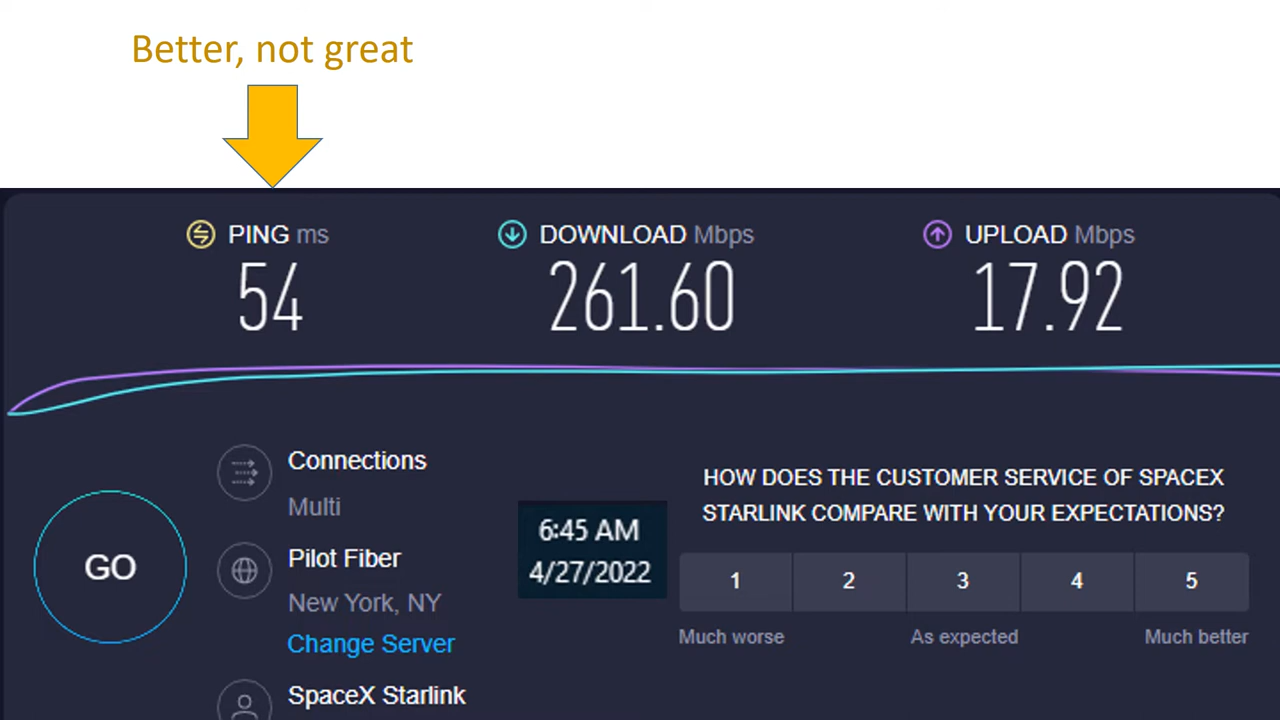 Better, not great
PING ms
DOWNLOAD Mbps
UPLOAD Mbps
54
261.60
17.92
Connections
Multi
Pilot Fiber
New York, NY
Change Server
SpaceX Starlink
GO
6:45 AM
4/27/2022
HOW DOES THE CUSTOMER SERVICE OF SPACEX
STARLINK COMPARE WITH YOUR EXPECTATIONS?
1 2 3 4 5
Much worse As expected Much better